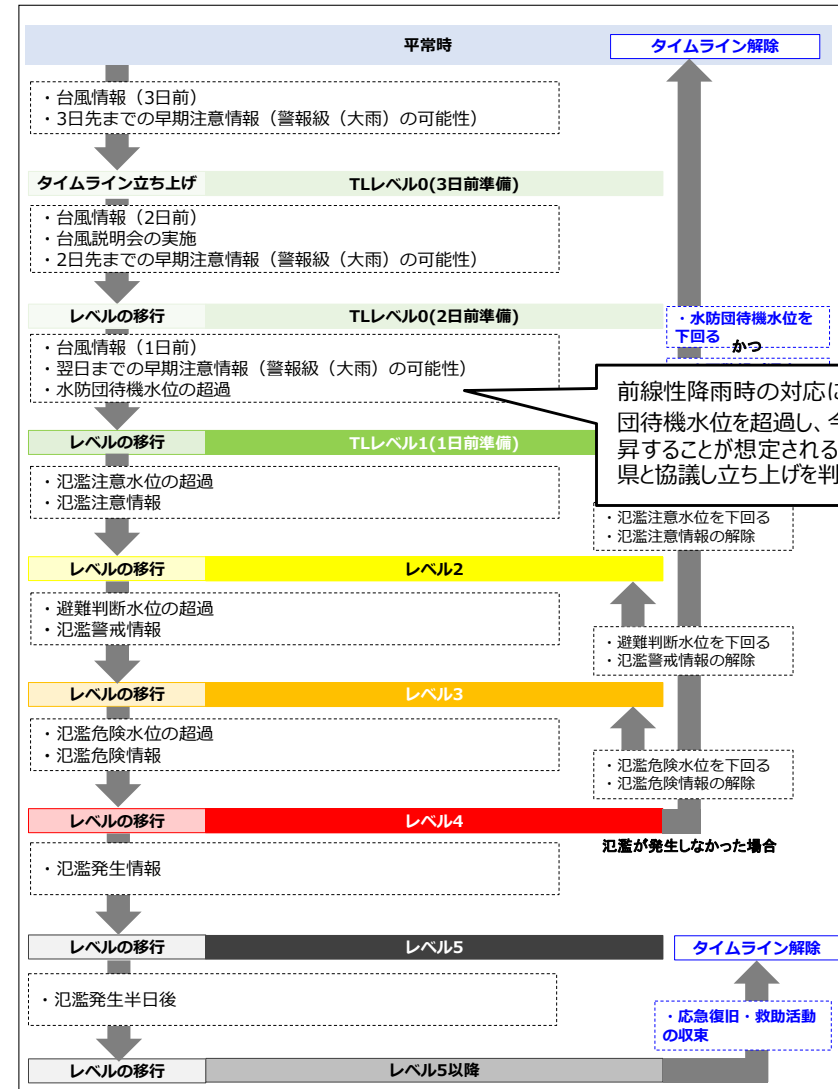 平常時
タイムライン解除
・台風情報（3日前）
・3日先までの早期注意情報（警報級（大雨）の可能性）
タイムライン立ち上げ
TLレベル0(3日前準備)
・台風情報（2日前）
・台風説明会の実施
・2日先までの早期注意情報（警報級（大雨）の可能性）
レベルの移行
TLレベル0(2日前準備)
・水防団待機水位を
下回る
かつ
・台風情報（1日前）
・翌日までの早期注意情報（警報級（大雨）の可能性）
・水防団待機水位の超過
前線性降雨時の対応に
団待機水位を超過し、今
昇することが想定される
県と協議し立ち上げを判
レベルの移行
TLレベル1(1日前準備)
・氾濫注意水位の超過
・氾濫注意情報
・氾濫注意水位を下回る
・氾濫注意情報の解除
レベルの移行
レベル2
・避難判断水位の超過
・氾濫警戒情報
・避難判断水位を下回る
・氾濫警戒情報の解除
レベルの移行
レベル3
・氾濫危険水位の超過
・氾濫危険情報
・氾濫危険水位を下回る
・氾濫危険情報の解除
レベルの移行
レベル4
氾濫が発生しなかった場合
・氾濫発生情報
レベルの移行
レベル5
タイムライン解除
・氾濫発生半日後
・応急復旧・救助活動
の収束
レベルの移行
レベル5以降